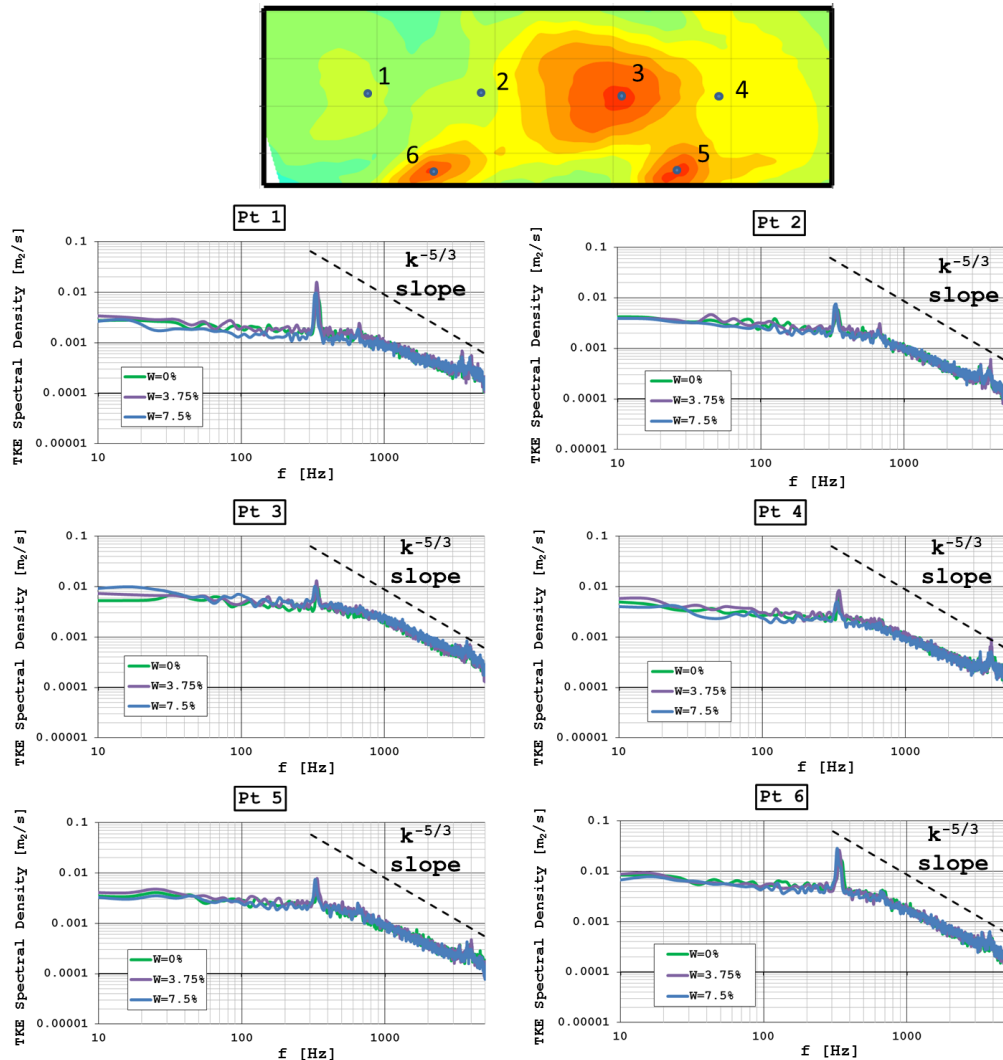 1
2
3
4
6
5
Pt 1
TKE Spectral Density [m2/s]
0.1
0.01
0.001
0.0001
0.00001
k-5/3
slope
W=0%
W=3.75%
W=7.5%
10
100
1000
f [Hz]
Pt 2
TKE Spectral Density [m2/s]
0.1
0.01
0.001
0.0001
0.00001
k-5/3
slope
W=0%
W=3.75%
W=7.5%
10
100
1000
f [Hz]
Pt 3
TKE Spectral Density [m2/s]
0.1
0.01
0.001
0.0001
0.00001
k-5/3
slope
W=0%
W=3.75%
W=7.5%
10
100
1000
f [Hz]
Pt 4
TKE Spectral Density [m2/s]
0.1
0.01
0.001
0.0001
0.00001
k-5/3
slope
W=0%
W=3.75%
W=7.5%
10
100
1000
f [Hz]
Pt 5
TKE Spectral Density [m2/s]
0.1
0.01
0.001
0.0001
0.00001
k-5/3
slope
W=0%
W=3.75%
W=7.5%
10
100
1000
f [Hz]
Pt 6
TKE Spectral Density [m2/s]
0.1
0.01
0.001
0.0001
0.00001
k-5/3
slope
W=0%
W=3.75%
W=7.5%
10
100
1000
f [Hz]